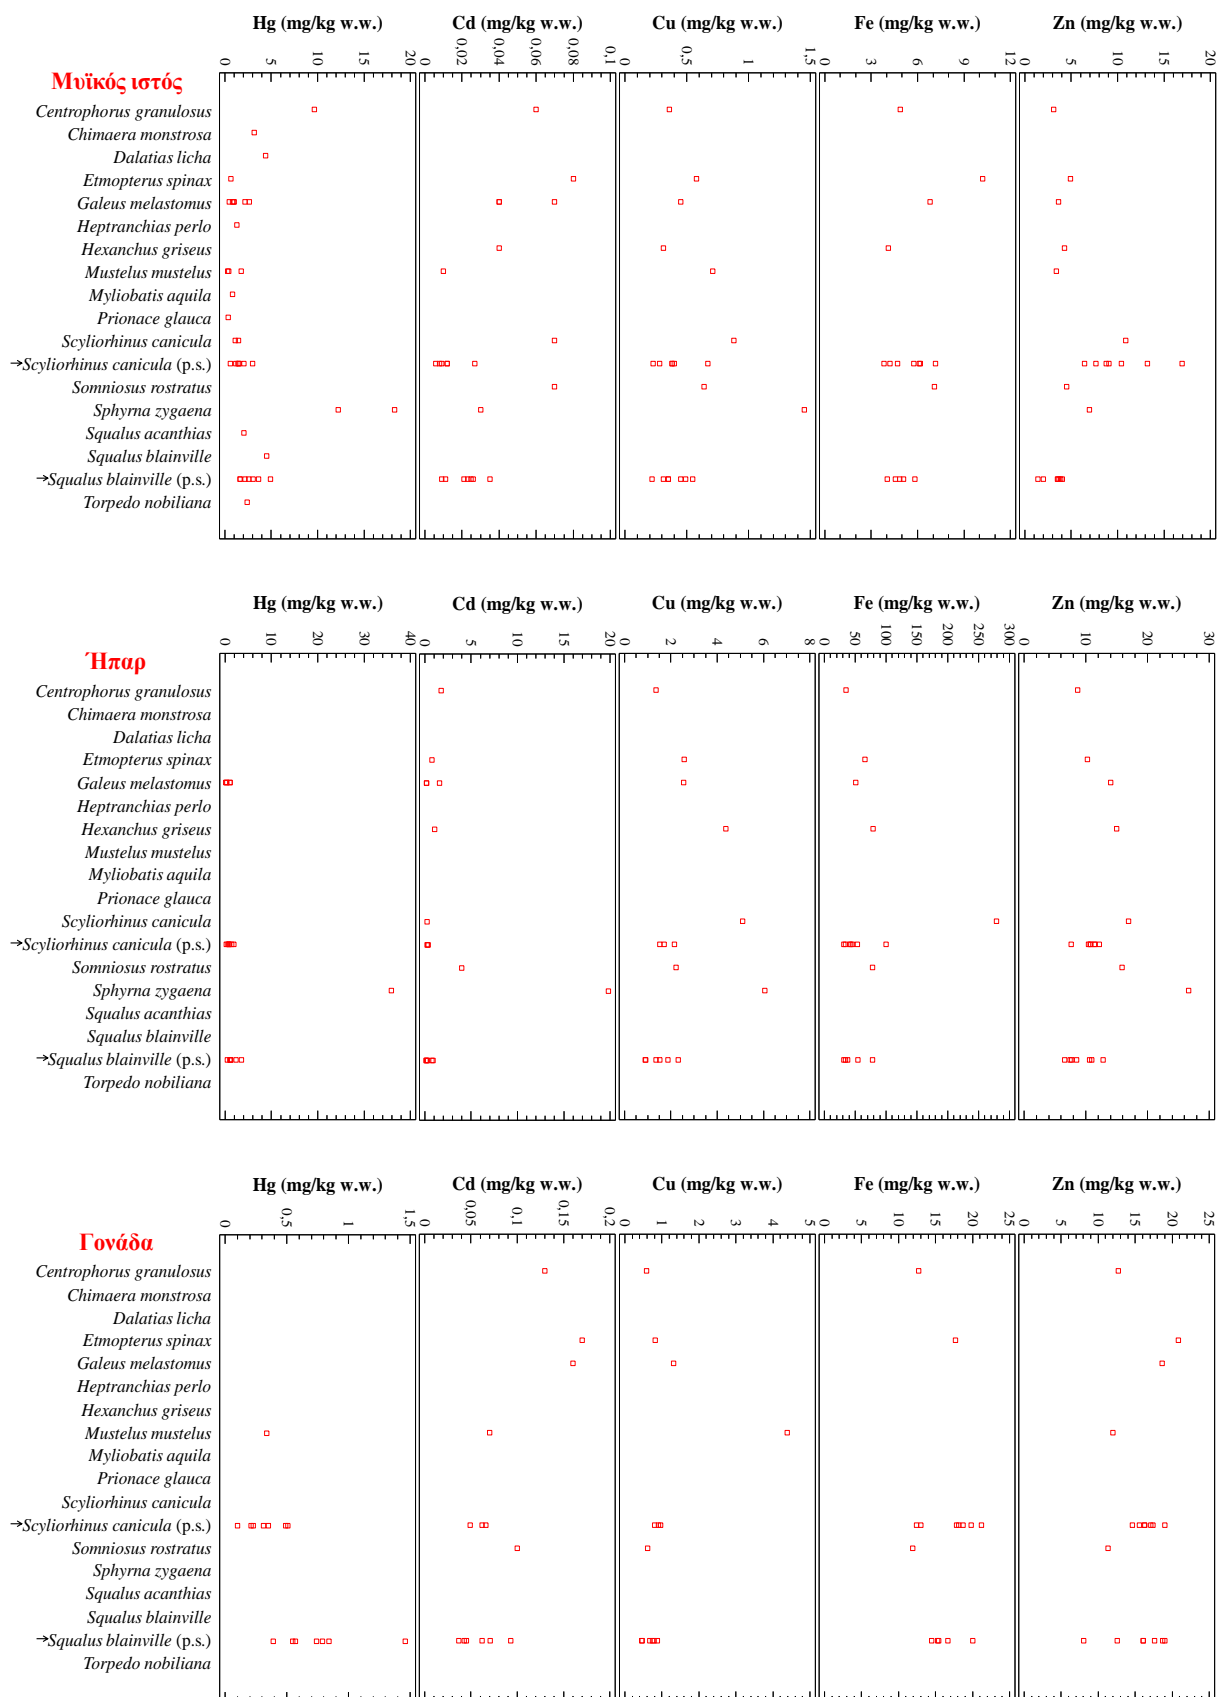 Hg (mg/kg w.w.) Cd (mg/kg w.w.) Cu (mg/kg w.w.) Fe (mg/kg w.w.) Zn (mg/kg w.w.)
0 5 10 15 20 0 0,02 0,04 0,06 0,08 0,1 0 0,5 1 1,5 0 3 6 9 12 0 5 10 15 20
Μυϊκός ιστός
Centrophorus granulosus
Chimaera monstrosa
Dalatias licha
Etmopterus spinax
Galeus melastomus
Heptranchias perlo
Hexanchus griseus
Mustelus mustelus
Myliobatis aquila
Prionace glauca
Scyliorhinus canicula
→Scyliorhinus canicula (p.s.)
Somniosus rostratus
Sphyrna zygaena
Squalus acanthias
Squalus blainville
→Squalus blainville (p.s.)
Torpedo nobiliana
Hg (mg/kg w.w.) Cd (mg/kg w.w.) Cu (mg/kg w.w.) Fe (mg/kg w.w.) Zn (mg/kg w.w.)
0 10 20 30 40 0 5 10 15 20 0 2 4 6 8 0 50 100 150 200 250 300 0 10 20 30
Ήπαρ
Centrophorus granulosus
Chimaera monstrosa
Dalatias licha
Etmopterus spinax
Galeus melastomus
Heptranchias perlo
Hexanchus griseus
Mustelus mustelus
Myliobatis aquila
Prionace glauca
Scyliorhinus canicula
→Scyliorhinus canicula (p.s.)
Somniosus rostratus
Sphyrna zygaena
Squalus acanthias
Squalus blainville
→Squalus blainville (p.s.)
Torpedo nobiliana
Hg (mg/kg w.w.) Cd (mg/kg w.w.) Cu (mg/kg w.w.) Fe (mg/kg w.w.) Zn (mg/kg w.w.)
0 0,5 1 1,5 0 0,05 0,1 0,15 0,2 0 1 2 3 4 5 0 5 10 15 20 25 0 5 10 15 20 25
Γονάδα
Centrophorus granulosus
Chimaera monstrosa
Dalatias licha
Etmopterus spinax
Galeus melastomus
Heptranchias perlo
Hexanchus griseus
Mustelus mustelus
Myliobatis aquila
Prionace glauca
Scyliorhinus canicula
→Scyliorhinus canicula (p.s.)
Somniosus rostratus
Sphyrna zygaena
Squalus acanthias
Squalus blainville
→Squalus blainville (p.s.)
Torpedo nobiliana